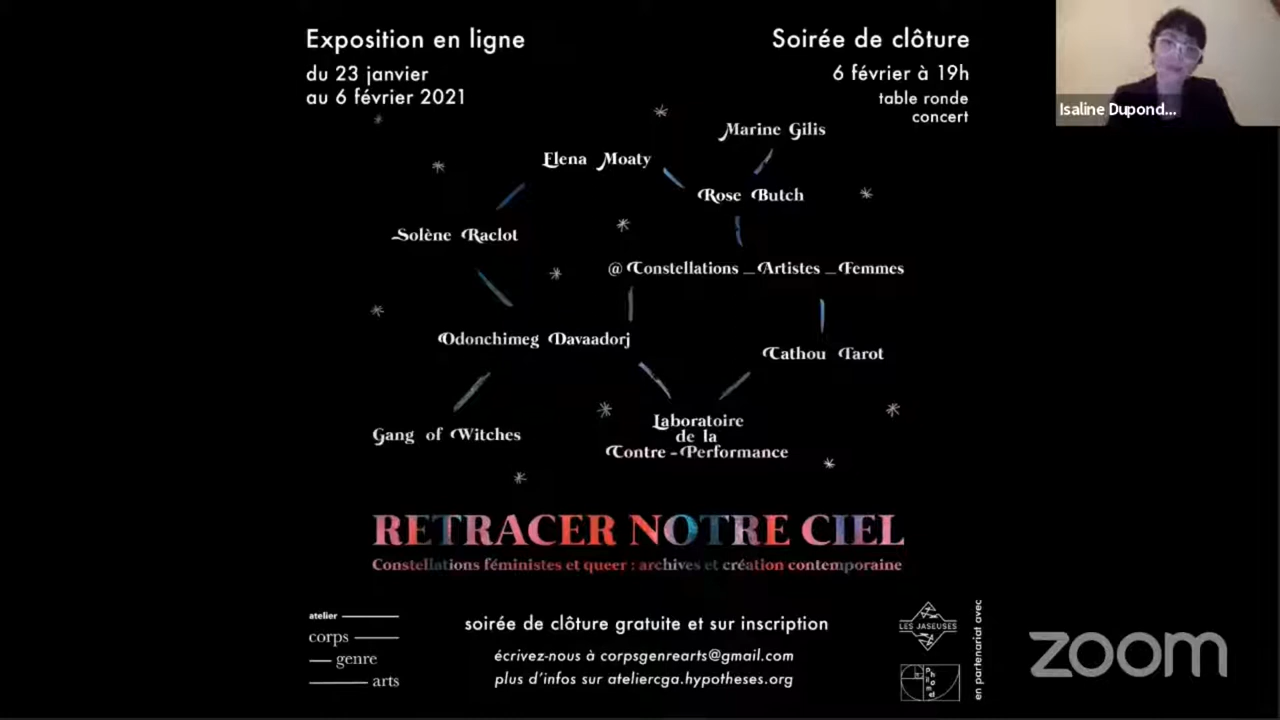 Exposition en ligne
du 23 janvier
au 6 février 2021
Soirée de clôture
6 février à 19h
table ronde
concert
Isaline Dupond...
Marine Gilis
Elena Moaty
Rose Butch
Solène Raclot
@Constellations_Artistes_Femmes
Odonchimeg Davaadorj
Cathou Tarot
Gang of Witches
Laboratoire
de la
Contre-Performance
RETRACER NOTRE CIEL
Constellations féministes et queer : archives et création contemporaine
atelier
corps
genre
arts
soirée de clôture gratuite et sur inscription
écrivez-nous à corpsgenrearts@gmail.com
plus d'infos sur ateliercga.hypotheses.org
LES JASEUSES
philomel
en partenariat avec
zoom